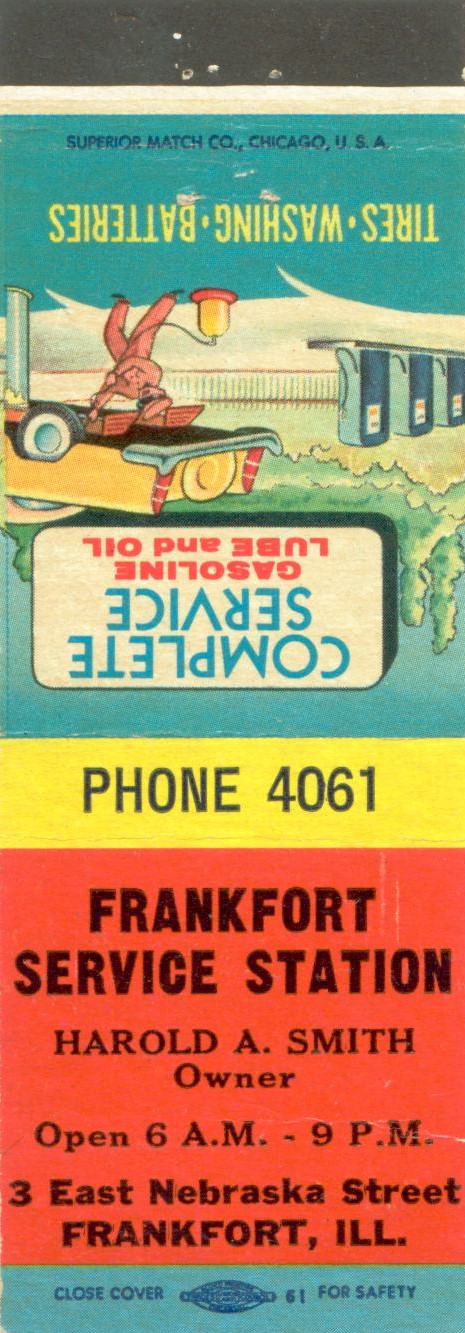 SUPERIOR MATCH CO., CHICAGO, U. S. A.
TIRES • WASHING • BATTERIES
COMPLETE
SERVICE
GASOLINE
LUBE and OIL
PHONE 4061
FRANKFORT
SERVICE STATION
HAROLD A. SMITH
Owner
Open 6 A.M. - 9 P.M.
3 East Nebraska Street
FRANKFORT, ILL.
CLOSE COVER 61 FOR SAFETY